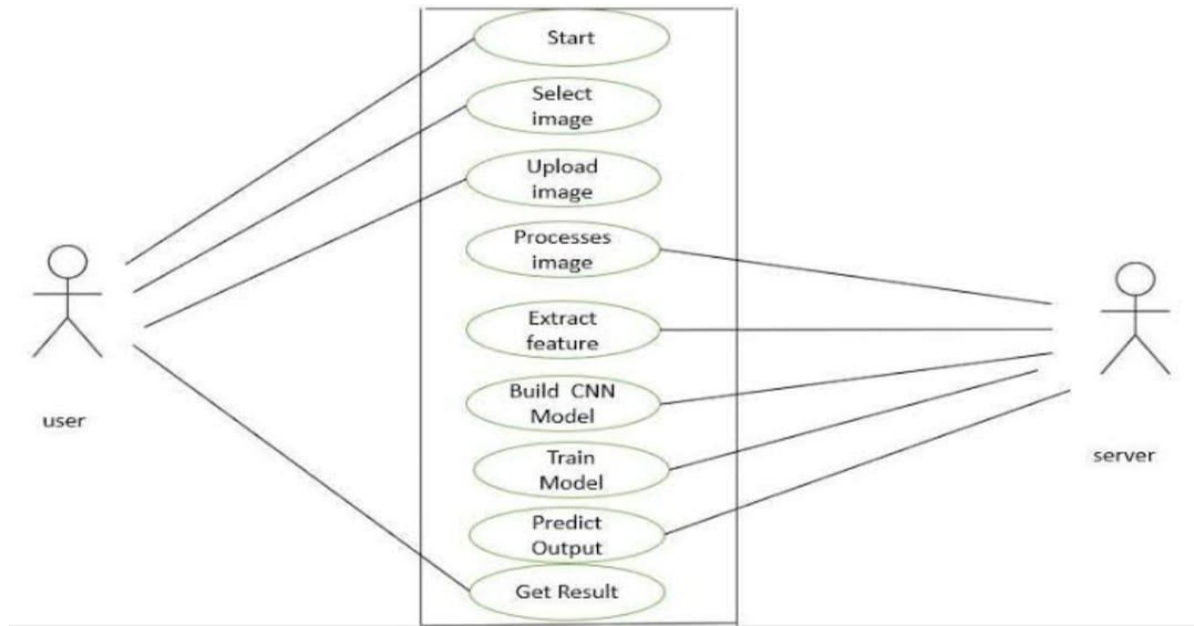 Start
Select
image
Upload
image
Processes
image
Extract
feature
Build CNN
Model
Train
Model
Predict
Output
Get Result
user
server